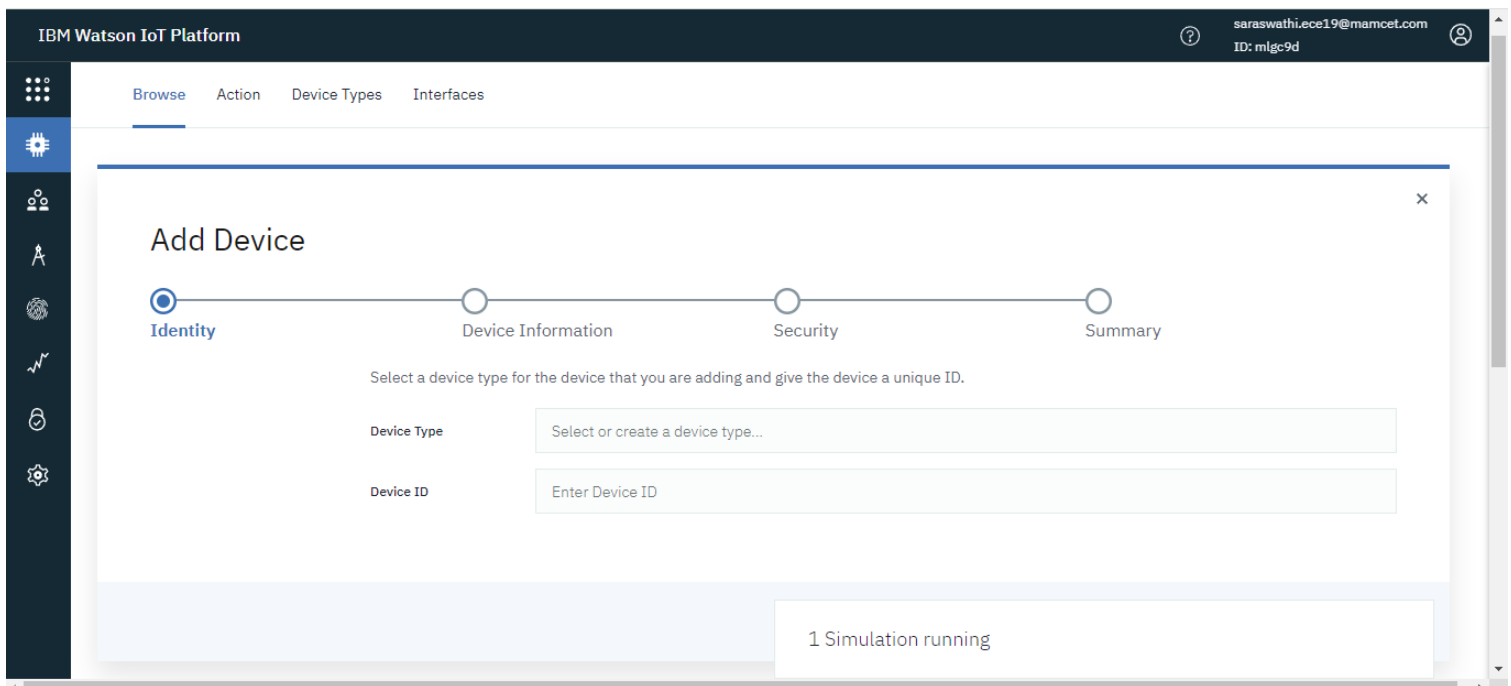 IBM Watson IoT Platform
saraswathi.ece19@mamcet.com
ID: mlgc9d
Browse Action Device Types Interfaces
Add Device
Identity Device Information Security Summary
Select a device type for the device that you are adding and give the device a unique ID.
Device Type Select or create a device type...
Device ID Enter Device ID
1 Simulation running